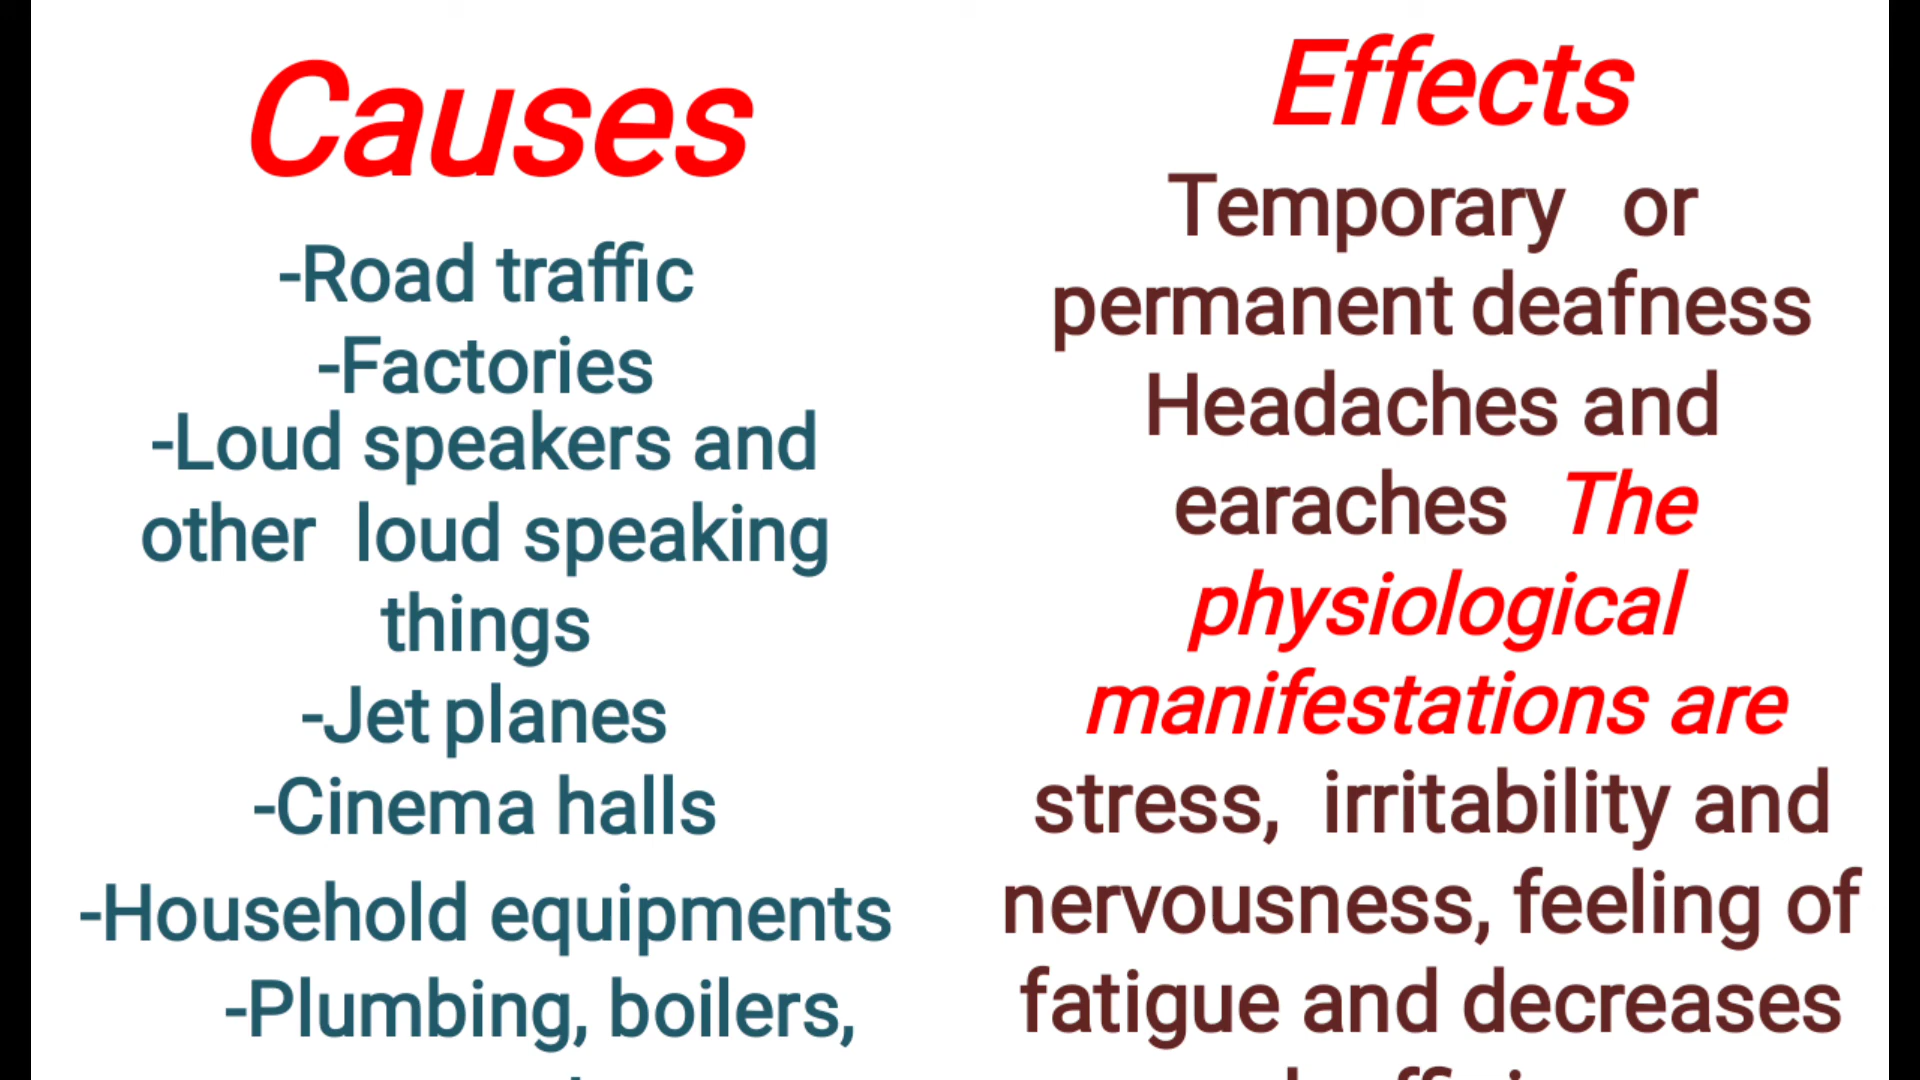 Causes
-Road traffic
-Factories
-Loud speakers and
other loud speaking
things
-Jet planes
-Cinema halls
-Household equipments
-Plumbing, boilers,
Effects
Temporary or
permanent deafness
Headaches and
earaches The
physiological
manifestations are
stress, irritability and
nervousness, feeling of
fatigue and decreases